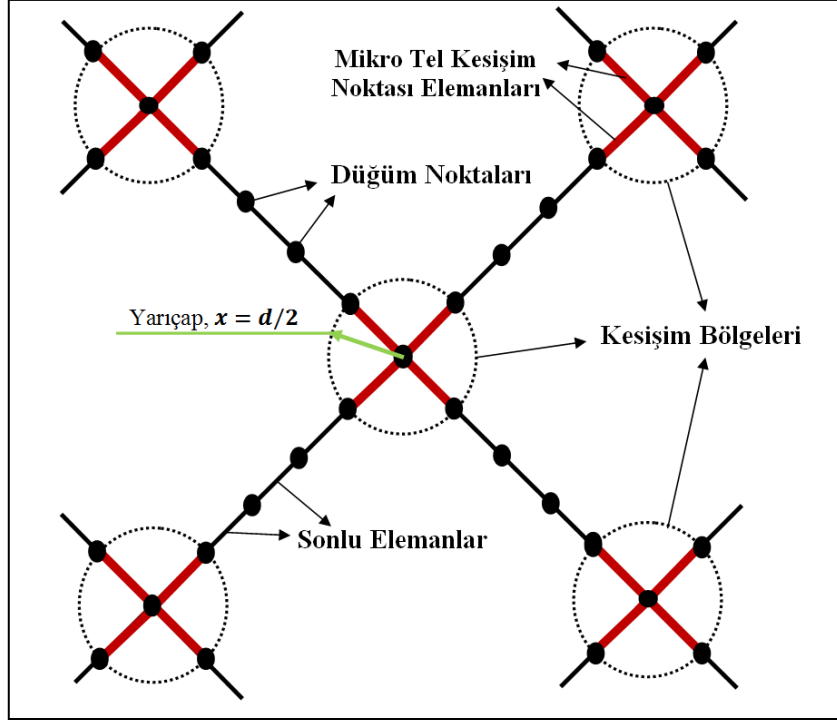 Mikro Tel Kesişim
Noktası Elemanları
Düğüm Noktaları
Yarıçap, x = d/2
Kesişim Bölgeleri
Sonlu Elemanlar